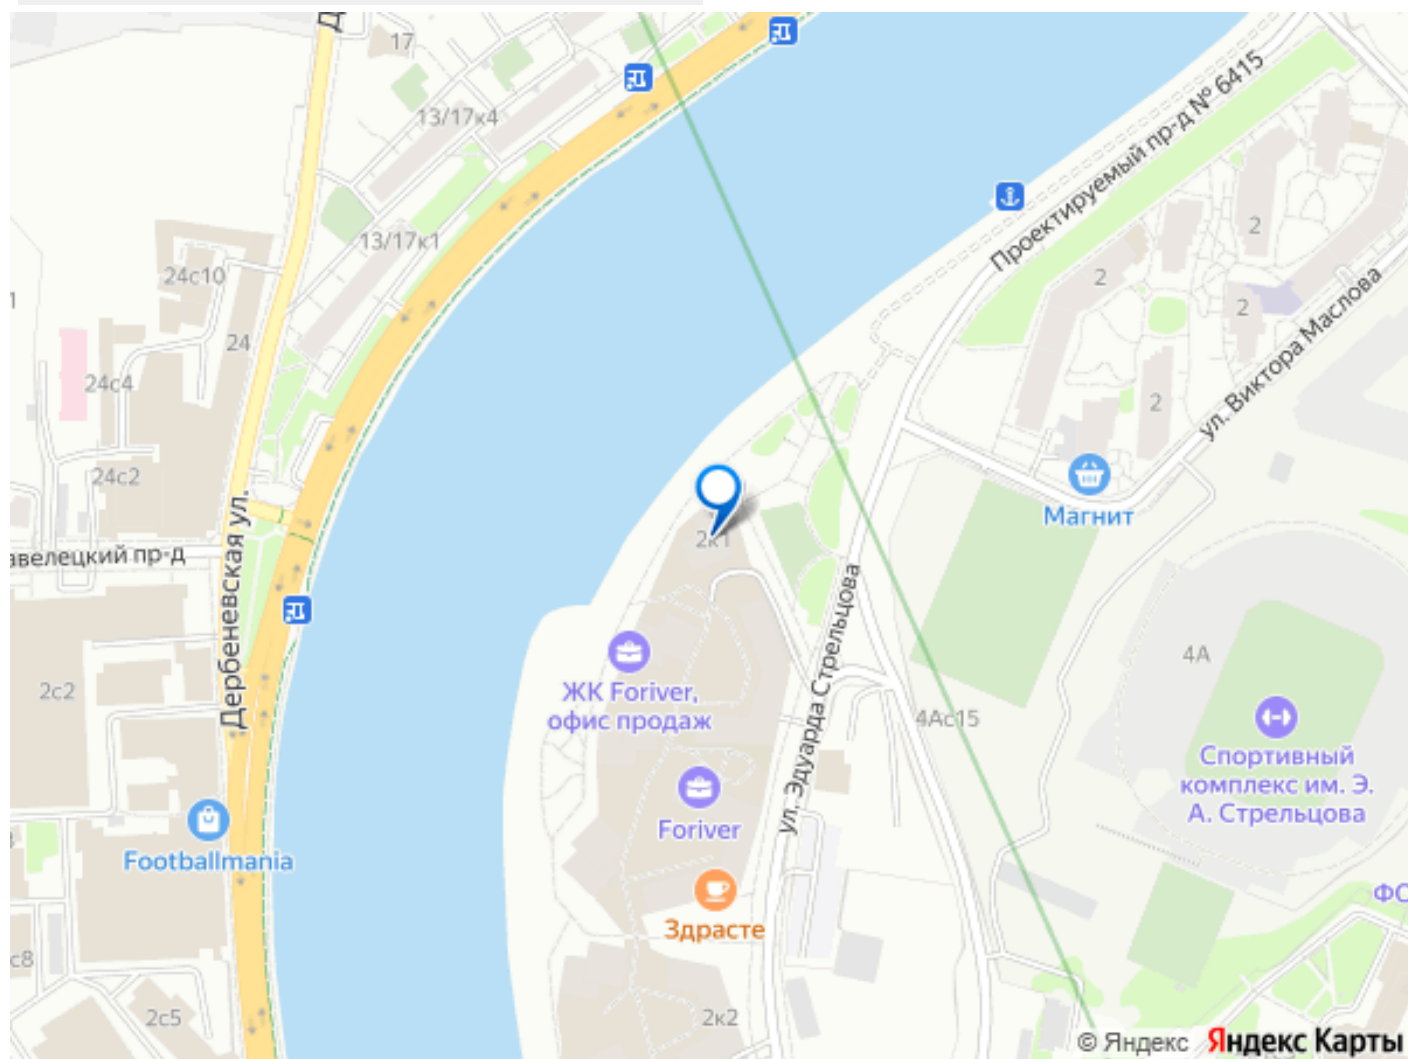 17
13/17к4
Проектируемый пр-д № 6415
13/17к1
24с10
2
2
2
24
24с4
ул. Виктора Маслова
2
24с2
Магнит
Дербеневская ул.
2к1
авелецкий пр-д
ул. Эдуарда Стрельцова
4А
2с2
ЖК Foriver,
офис продаж
4Ас15
Спортивный
комплекс им. Э.
А. Стрельцова
Foriver
Footballmania
ФО
Здрасте
с8
2с5
2к2
© Яндекс Яндекс Карты